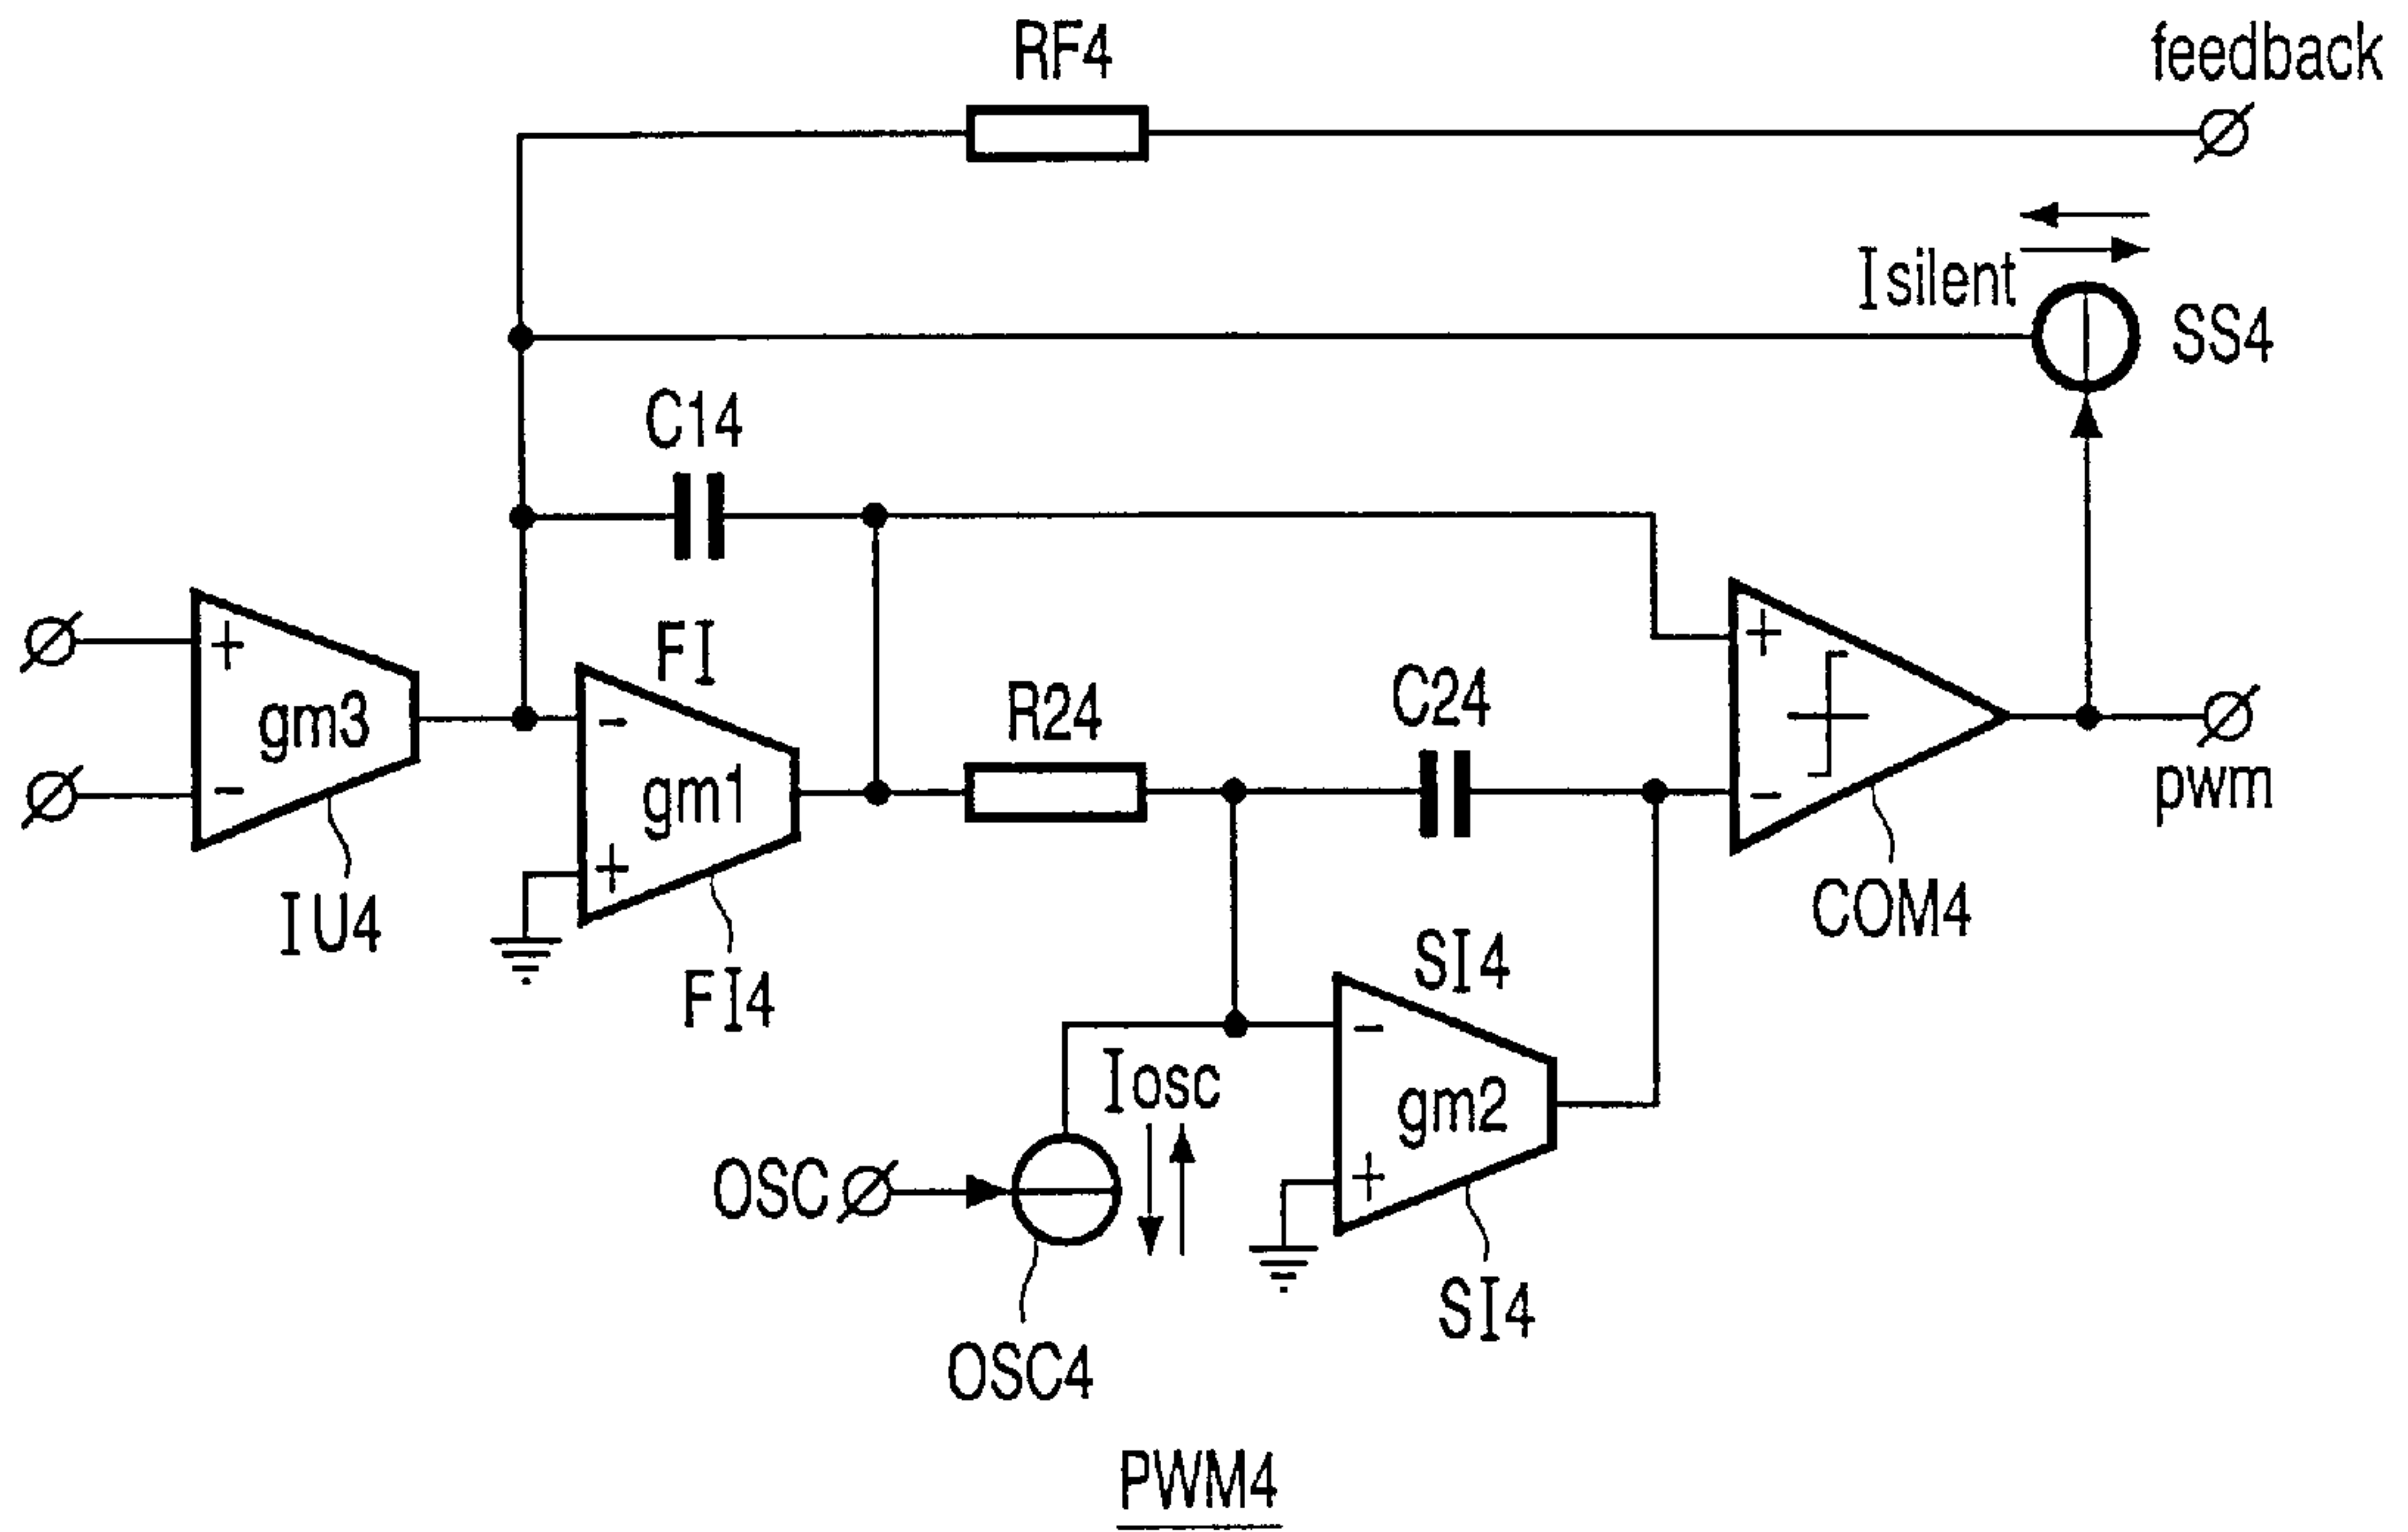 RF4
feedback
Isilent
SS4
C14
+
gm3
-
IU4
FI
-
gm1
+
FI4
R24
C24
+
-
COM4
pwm
SI4
-
gm2
+
SI4
Iosc
OSC
OSC4
PWM4